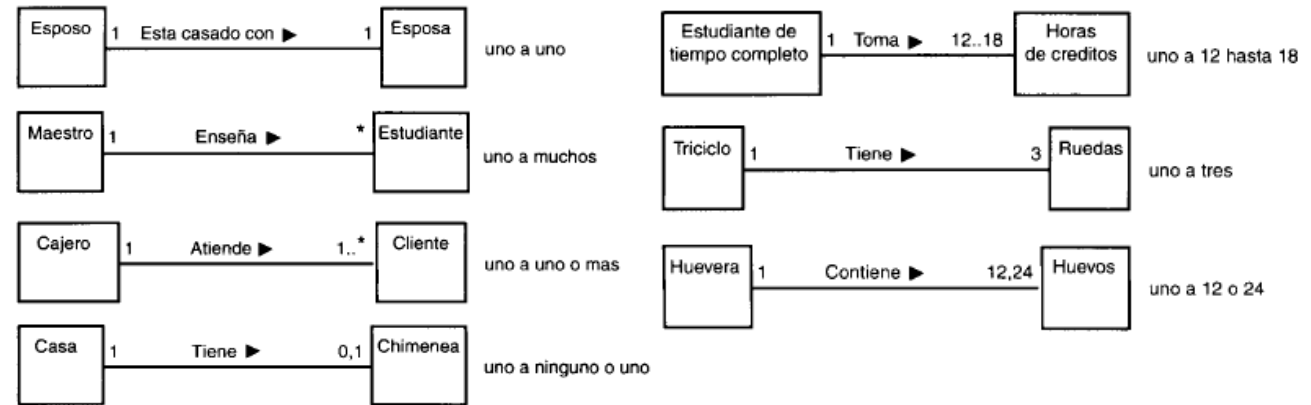 Esposo 1 Esta casado con ▶ 1 Esposa uno a uno
Maestro 1 Enseña ▶ * Estudiante uno a muchos
Cajero 1 Atiende ▶ 1..* Cliente uno a uno o mas
Casa 1 Tiene ▶ 0,1 Chimenea uno a ninguno o uno
Estudiante de
tiempo completo
1 Toma ▶ 12..18
Horas
de creditos
uno a 12 hasta 18
Triciclo 1 Tiene ▶ 3 Ruedas uno a tres
Huevera 1 Contiene ▶ 12,24 Huevos uno a 12 o 24